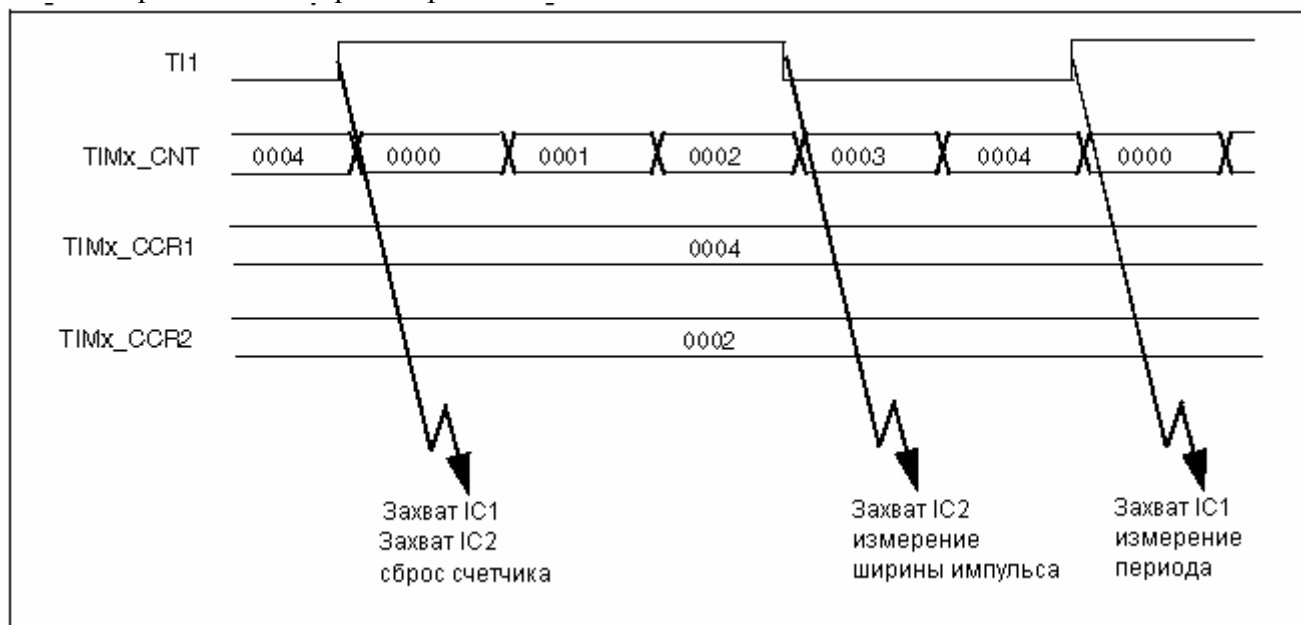 TI1
TIMx_CNT 0004 0000 0001 0002 0003 0004 0000
TIMx_CCR1 0004
TIMx_CCR2 0002
Захват IC1
Захват IC2
сброс счетчика
Захват IC2
измерение
ширины импульса
Захват IC1
измерение
периода